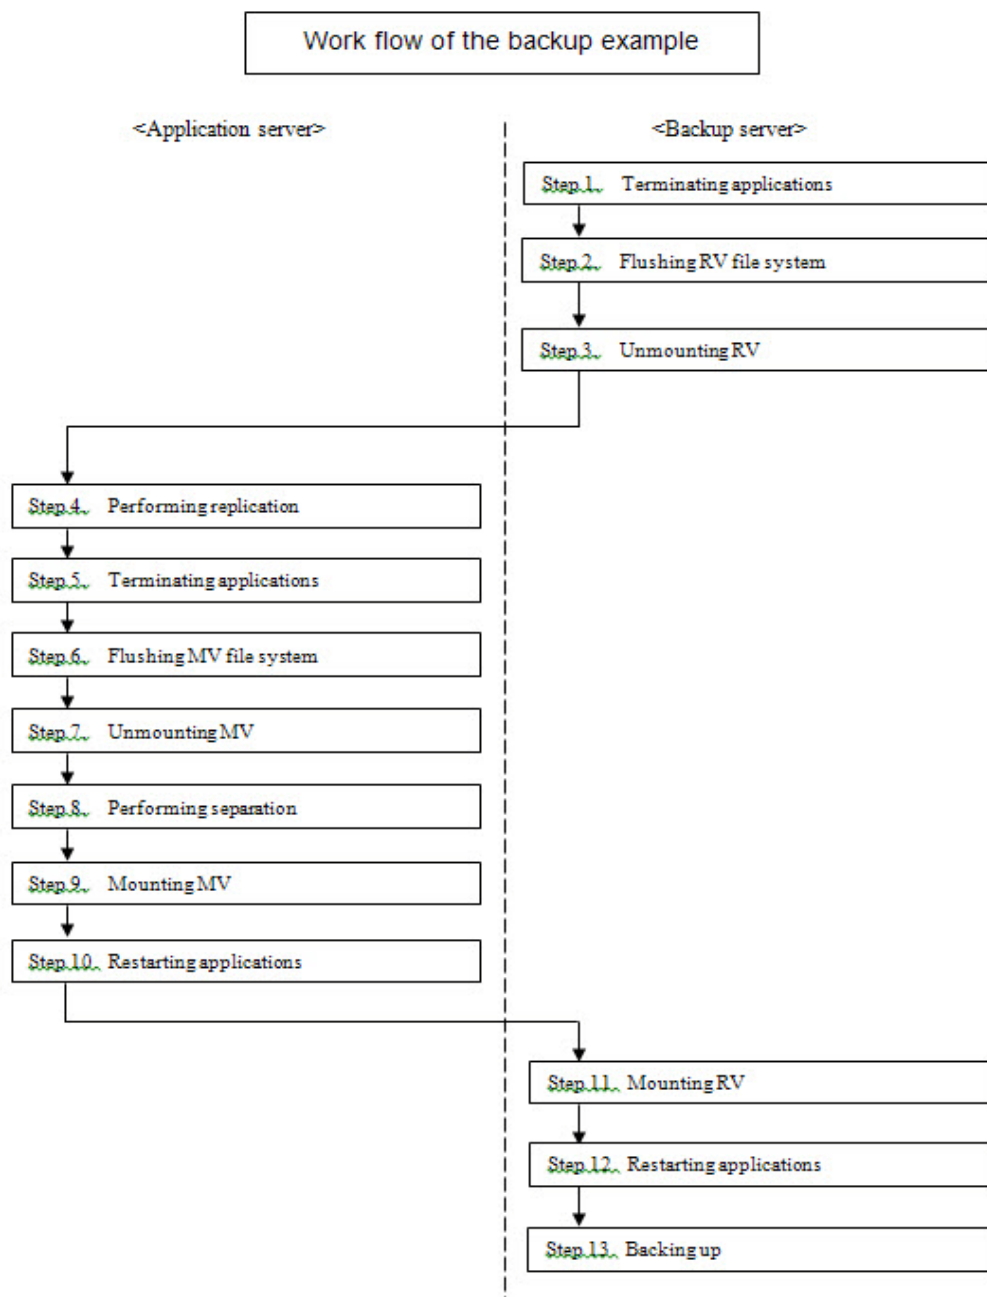 Work flow of the backup example
<Application server>
<Backup server>
Step.1. Terminating applications
Step.2. Flushing RV file system
Step.3. Unmounting RV
Step.4. Performing replication
Step.5. Terminating applications
Step.6. Flushing MV file system
Step.7. Unmounting MV
Step.8. Performing separation
Step.9. Mounting MV
Step.10. Restarting applications
Step.11. Mounting RV
Step.12. Restarting applications
Step.13. Backing up